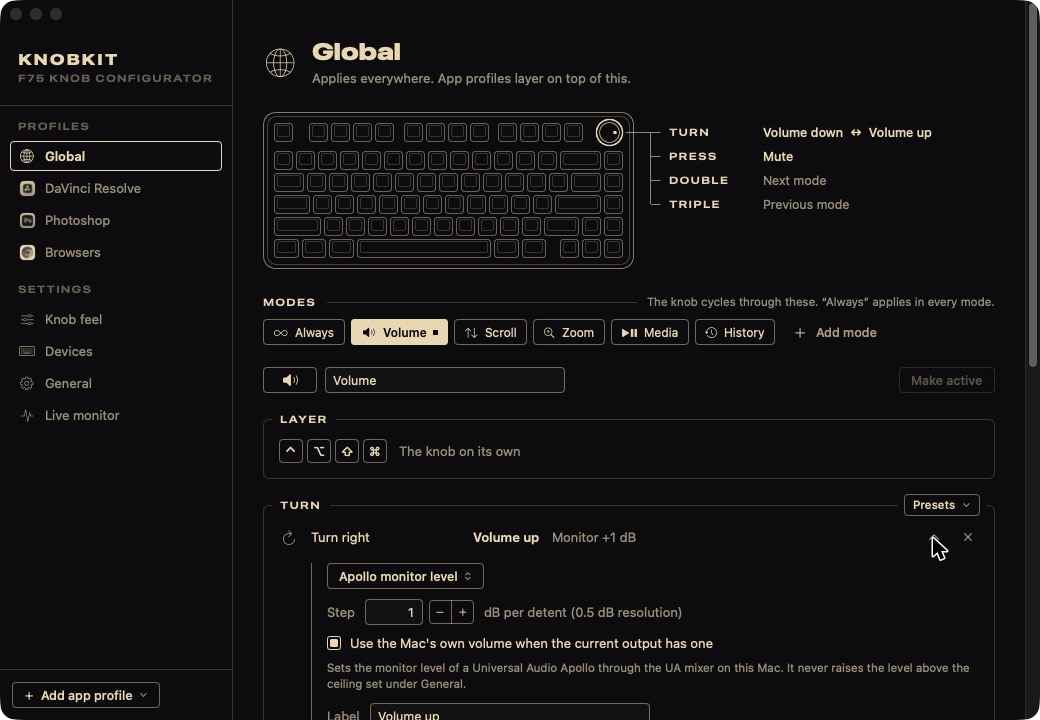 KNOBKIT
F75 KNOB CONFIGURATOR
PROFILES
Global
DaVinci Resolve
Photoshop
Browsers
SETTINGS
Knob feel
Devices
General
Live monitor
+ Add app profile
Global
Applies everywhere. App profiles layer on top of this.
TURN Volume down ↔ Volume up
PRESS Mute
DOUBLE Next mode
TRIPLE Previous mode
MODES The knob cycles through these. “Always” applies in every mode.
Always Volume Scroll Zoom Media History + Add mode
Volume Make active
LAYER
⌃ ⌥ ⇧ ⌘ The knob on its own
TURN Presets
Turn right Volume up Monitor +1 dB
Apollo monitor level
Step 1 − + dB per detent (0.5 dB resolution)
Use the Mac's own volume when the current output has one
Sets the monitor level of a Universal Audio Apollo through the UA mixer on this Mac. It never raises the level above the
ceiling set under General.
Label Volume up